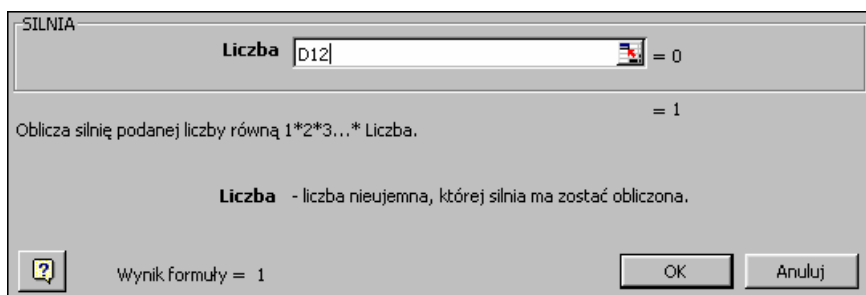 SILNIA
Liczba D12 = 0
= 1
Oblicza silnię podanej liczby równą 1*2*3...* Liczba.
Liczba - liczba nieujemna, której silnia ma zostać obliczona.
? Wynik formuły = 1 OK Anuluj